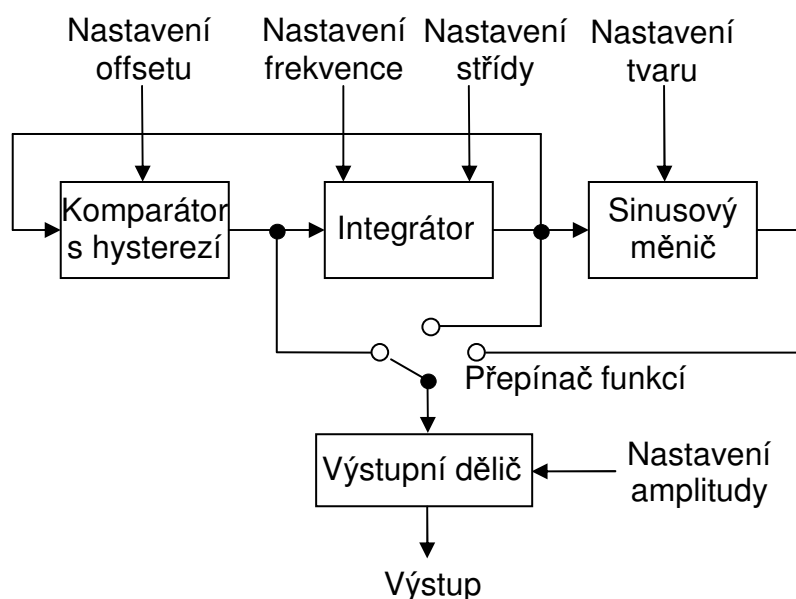 Nastavení
offsetu
Nastavení
frekvence
Nastavení
střídy
Nastavení
tvaru
Komparátor
s hysterezí
Integrátor
Sinusový
měnič
Přepínač funkcí
Výstupní dělič
Nastavení
amplitudy
Výstup